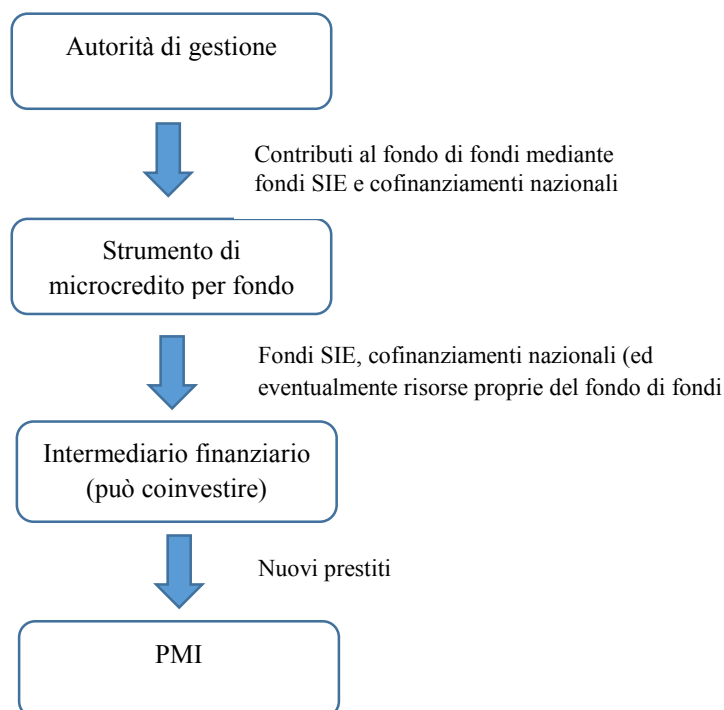 Autorità di gestione
Contributi al fondo di fondi mediante
fondi SIE e cofinanziamenti nazionali
Strumento di
microcredito per fondo
Fondi SIE, cofinanziamenti nazionali (ed
eventualmente risorse proprie del fondo di fondi
Intermediario finanziario
(può coinvestire)
Nuovi prestiti
PMI